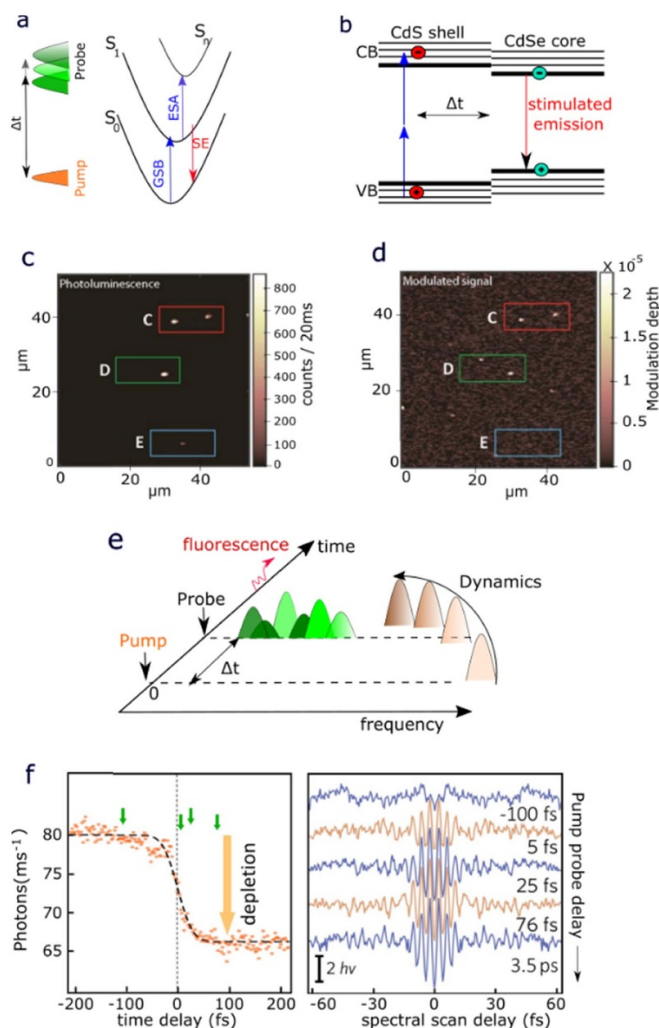 a
b
Probe
Δt
Pump
S1
Sn
S0
ESA
SE
GSB
CdS shell
CdSe core
CB
VB
Δt
stimulated
emission
c
d
Photoluminescence
C
D
E
μm
40
20
0
0
20
40
μm
800
700
600
500
400
300
200
100
0
counts / 20ms
Modulated signal
C
D
E
μm
40
20
0
0
20
40
μm
X 10-5
2
1.5
1
0.5
0
Modulation depth
e
fluorescence
time
Probe
Pump
Δt
0
Dynamics
frequency
f
Photons(ms-1)
80
75
70
65
depletion
-200
-100
0
100
200
time delay (fs)
-100 fs
5 fs
25 fs
76 fs
3.5 ps
2 hv
-60
-30
0
30
60
spectral scan delay (fs)
Pump probe delay